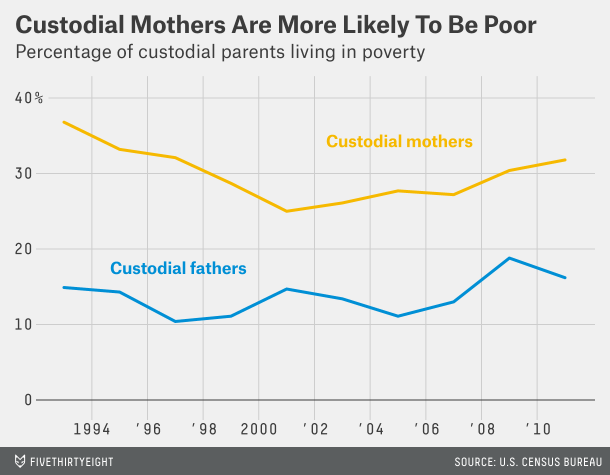 Custodial Mothers Are More Likely To Be Poor
Percentage of custodial parents living in poverty
40%
Custodial mothers
30
20
Custodial fathers
10
0
1994 '96 '98 2000 '02 '04 '06 '08 '10
FIVETHIRTYEIGHT SOURCE: U.S. CENSUS BUREAU